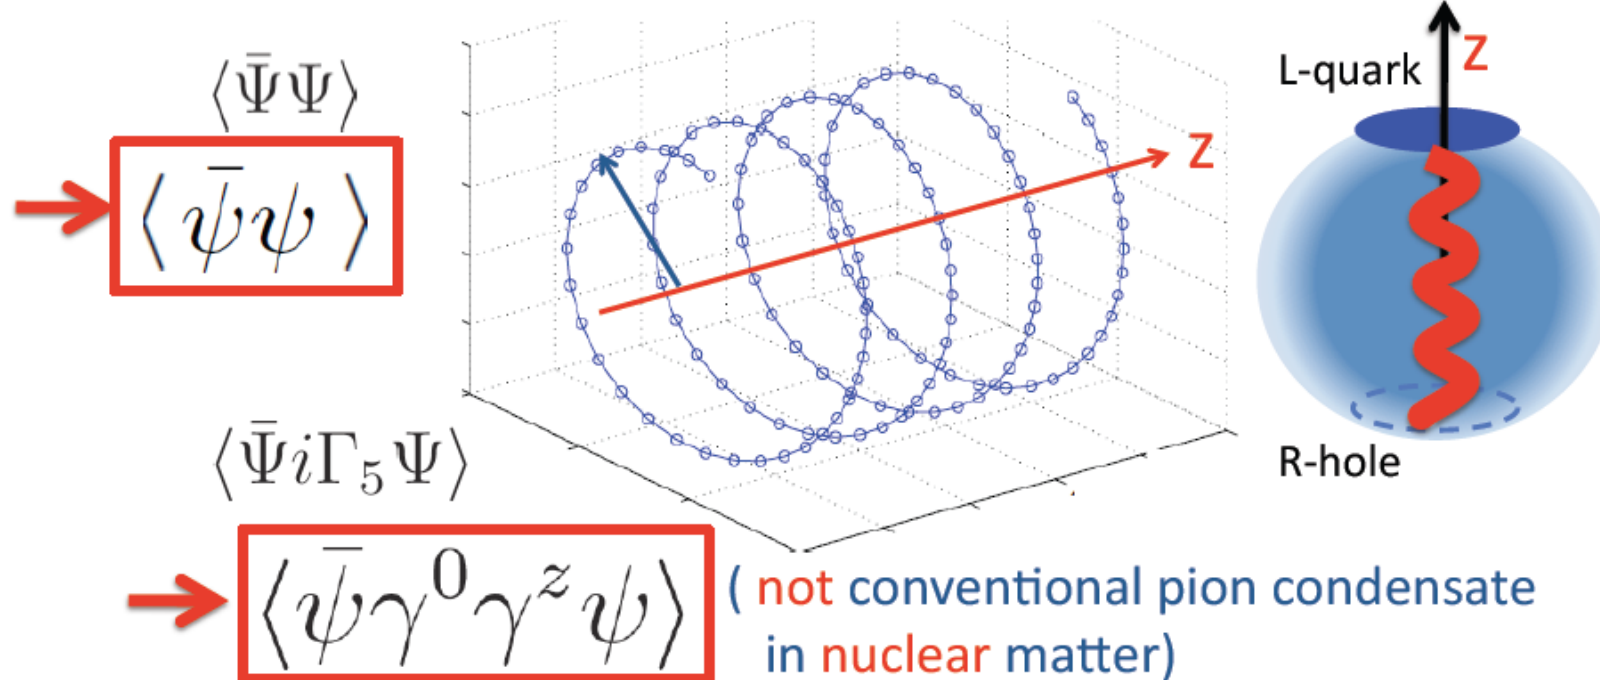 ⟨Ψ̄Ψ⟩
⟨ψ̄ψ⟩
Z
L-quark
Z
R-hole
⟨Ψ̄iΓ₅Ψ⟩
⟨ψ̄γ⁰γᶻψ⟩
( not conventional pion condensate
in nuclear matter)